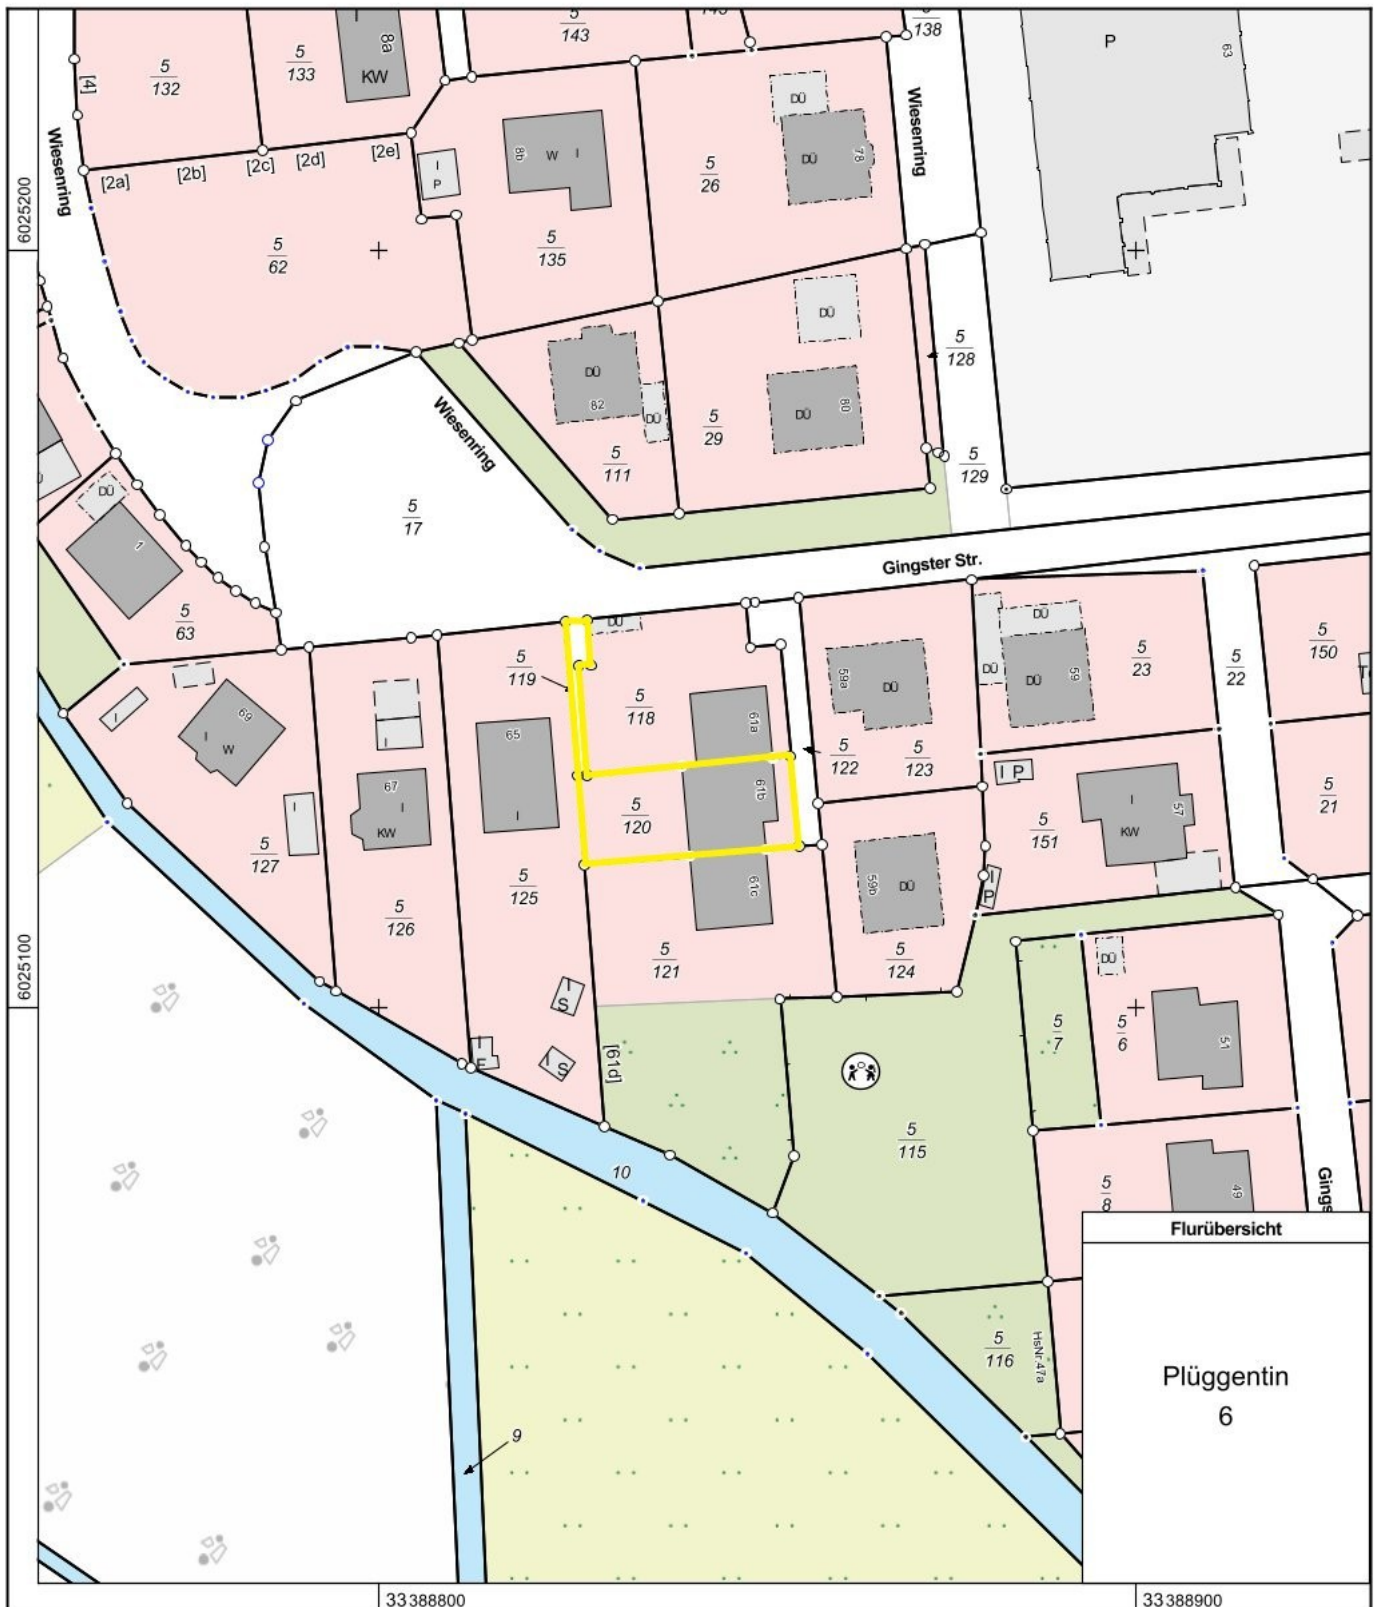 5
143
5
138
5
132
5
133
8a
KW
P
63
[4]
Wiesenring
[2a]
[2b]
[2c]
[2d]
[2e]
I
P
8b
W I
5
26
DÜ
DÜ
78
Wiesenring
6025200
5
62
5
135
DÜ
5
128
DÜ
82
DÜ
DÜ
80
5
29
Wiesenring
5
111
5
129
DÜ
1
5
17
Gingster Str.
5
63
DÜ
5
119
5
118
61a
59a
DÜ
DÜ
DÜ
DÜ
59
5
23
5
22
5
150
I
69
I
W
I
65
I
5
122
5
123
I P
67
I
KW
I
5
120
61b
5
151
I
KW
57
5
21
5
127
5
126
5
125
61c
59b
DÜ
I
P
5
121
5
124
DÜ
6025100
I
S
I
S
[61d]
5
7
5
6
51
5
115
10
5
8
49
Gings
Flurübersicht
5
116
HsNr.47a
Plüggentin
6
9
33388800
33388900